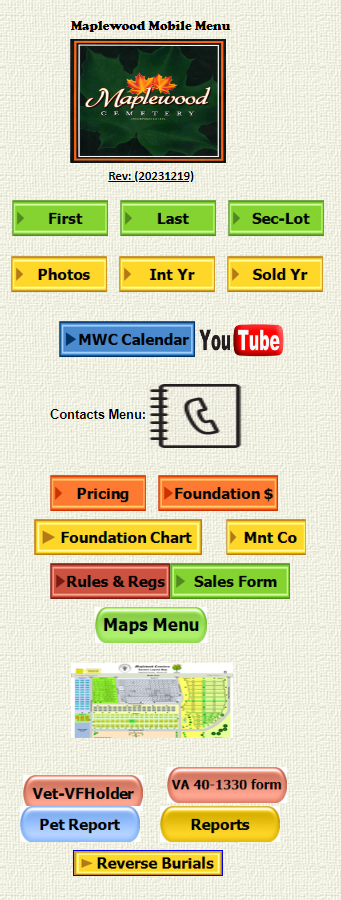 Maplewood Mobile Menu
Maplewood
CEMETERY
Rev: (20231219)
First Last Sec-Lot
Photos Int Yr Sold Yr
MWC Calendar YouTube
Contacts Menu:
Pricing Foundation $
Foundation Chart Mnt Co
Rules & Regs Sales Form
Maps Menu
Vet-VFHolder VA 40-1330 form
Pet Report Reports
Reverse Burials